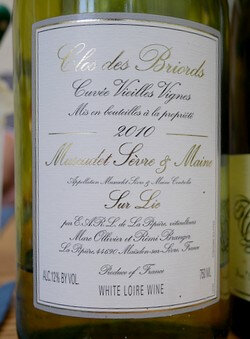 Clos des Briords
Cuvée Vieilles Vignes
Mis en bouteilles à la propriété
2010
Muscadet Sèvre & Maine
Appellation Muscadet Sèvre & Maine Controlée
Sur Lie
par E.A.R.L. de La Pépière, viticulteurs
Marc Ollivier et Rémi Branger
La Pépière, 44690 Maisdon-sur-Sèvre, France
Produce of France
ALC 12% BY VOL.
750 ML
WHITE LOIRE WINE